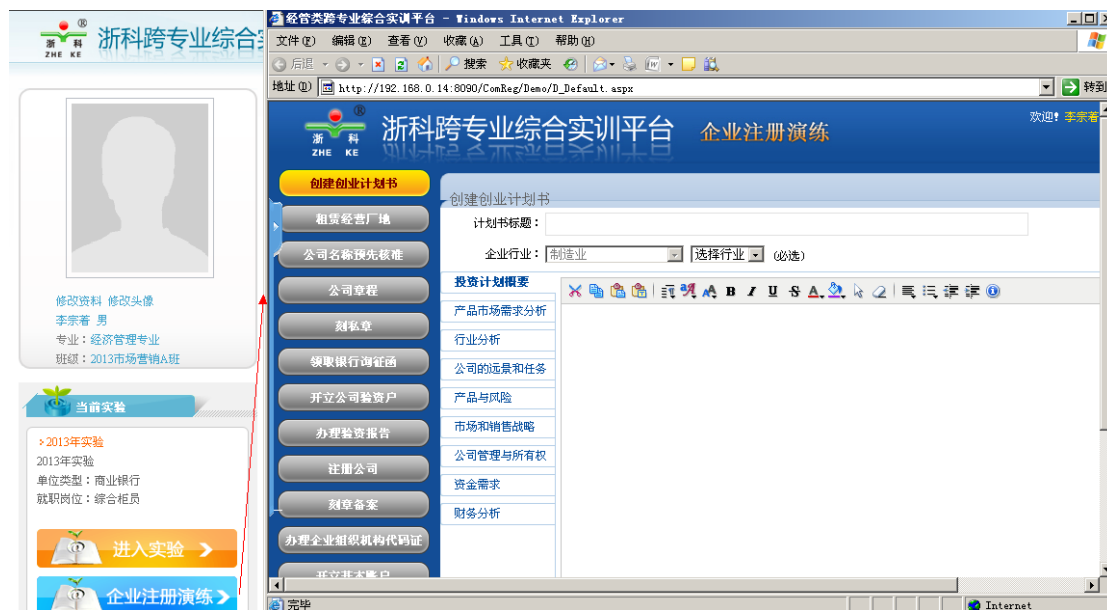 浙 科
ZHE KE
®
浙科跨专业综合
修改资料 修改头像
李宗蓍 男
专业：经济管理专业
班级：2013市场营销A班
当前实验
2013年实验
2013年实验
单位类型：商业银行
就职岗位：综合柜员
进入实验
企业注册演练
经管类跨专业综合实训平台 - Windows Internet Explorer
文件(F) 编辑(E) 查看(V) 收藏(A) 工具(T) 帮助(H)
后退 搜索 收藏夹
地址(D) http://192.168.0.14:8090/ComReg/Demo/D_Default.aspx 转到
浙 科
ZHE KE
®
浙科跨专业综合实训平台 企业注册演练
欢迎! 李宗蓍
创建创业计划书
租赁经营厂地
公司名称预先核准
公司章程
刻私章
领取银行询征函
开立公司验资户
办理验资报告
注册公司
刻章备案
办理企业组织机构代码证
开立基本账户
创建创业计划书
计划书标题：
企业行业： 制造业 选择行业 (必选)
投资计划概要
产品市场需求分析
行业分析
公司的远景和任务
产品与风险
市场和销售战略
公司管理与所有权
资金需求
财务分析
B I U S A
完毕 Internet